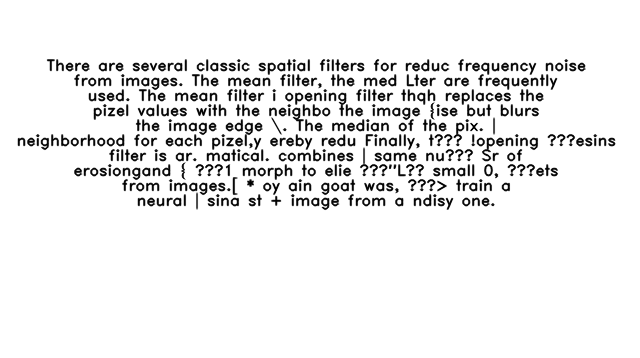 There are several classic spatial filters for reduc frequency noise
from images. The mean filter, the med Lter are frequently
used. The mean filter i opening filter thqh replaces the
pizel values with the neighbo the image {ise but blurs
the image edge \. The median of the pix. |
neighborhood for each pizel,y ereby redu Finally, t??? !opening ???esins
filter is ar. matical. combines | same nu??? Sr of
erosiongand { ???1 morph to elie ???"L?? small 0, ???ets
from images.[ * oy ain goat was, ???> train a
neural | sina st + image from a ndisy one.